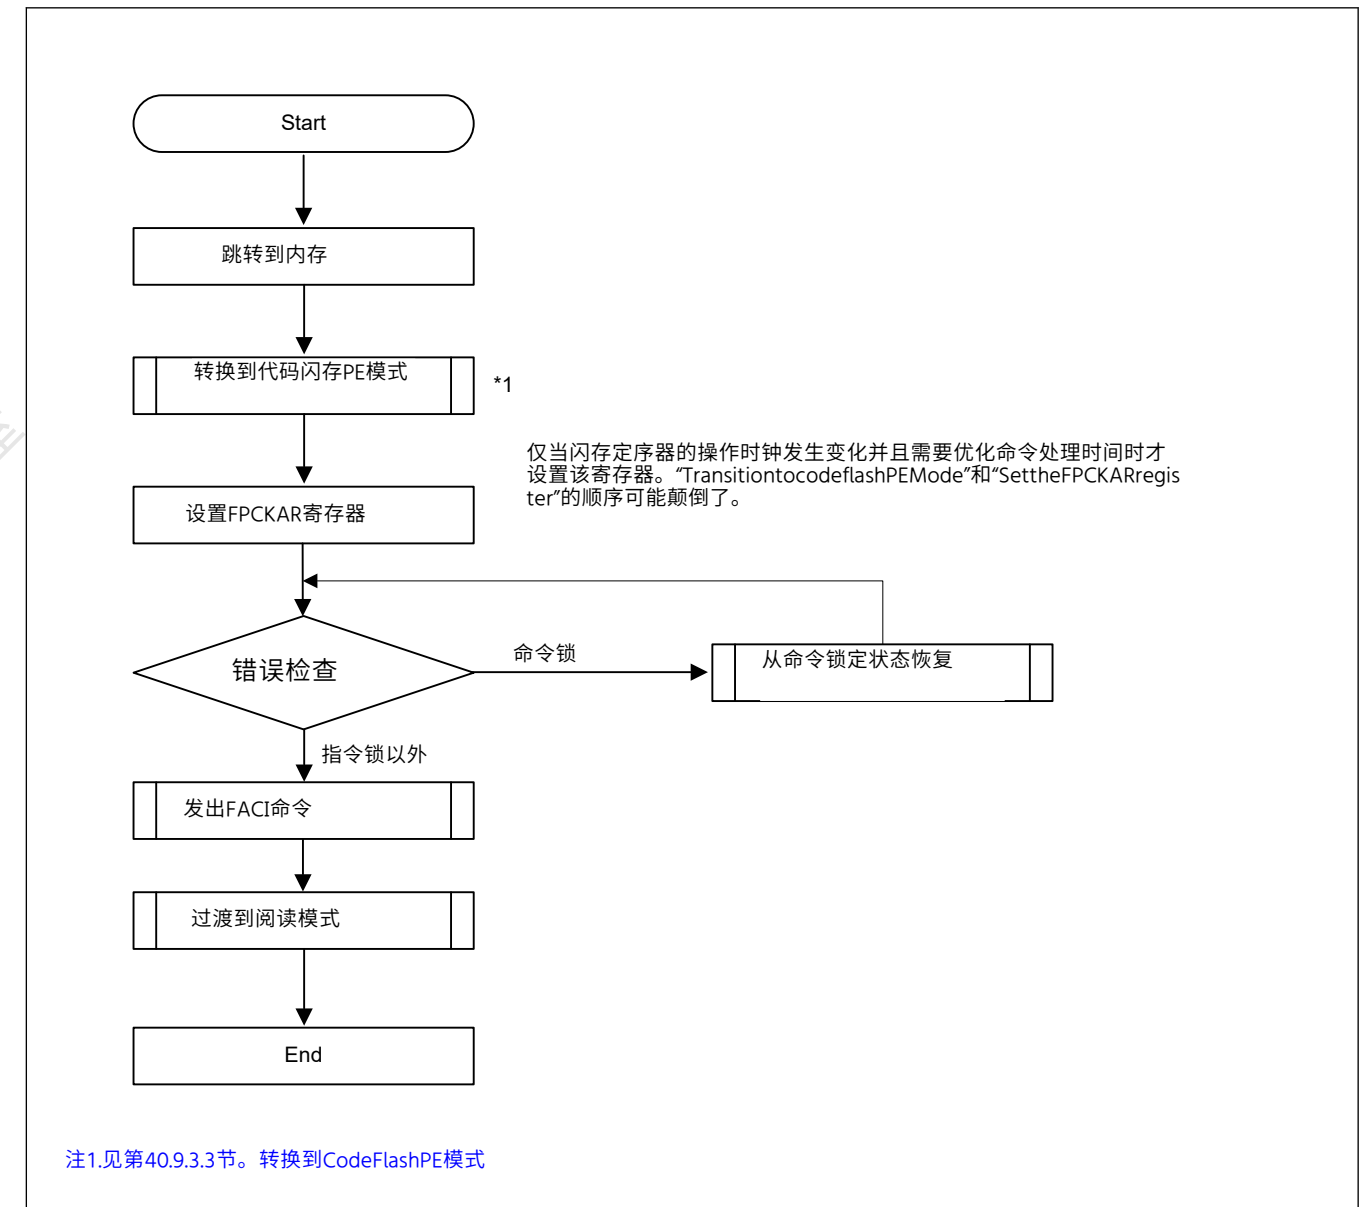 Start
跳转到内存
转换到代码闪存PE模式
*1
仅当闪存定序器的操作时钟发生变化并且需要优化命令处理时间时才
设置该寄存器。“TransitiontocodeflashPEMode”和“SettheFPCKARregis
ter”的顺序可能颠倒了。
设置FPCKAR寄存器
错误检查
命令锁
从命令锁定状态恢复
指令锁以外
发出FACI命令
过渡到阅读模式
End
注1.见第40.9.3.3节。转换到CodeFlashPE模式